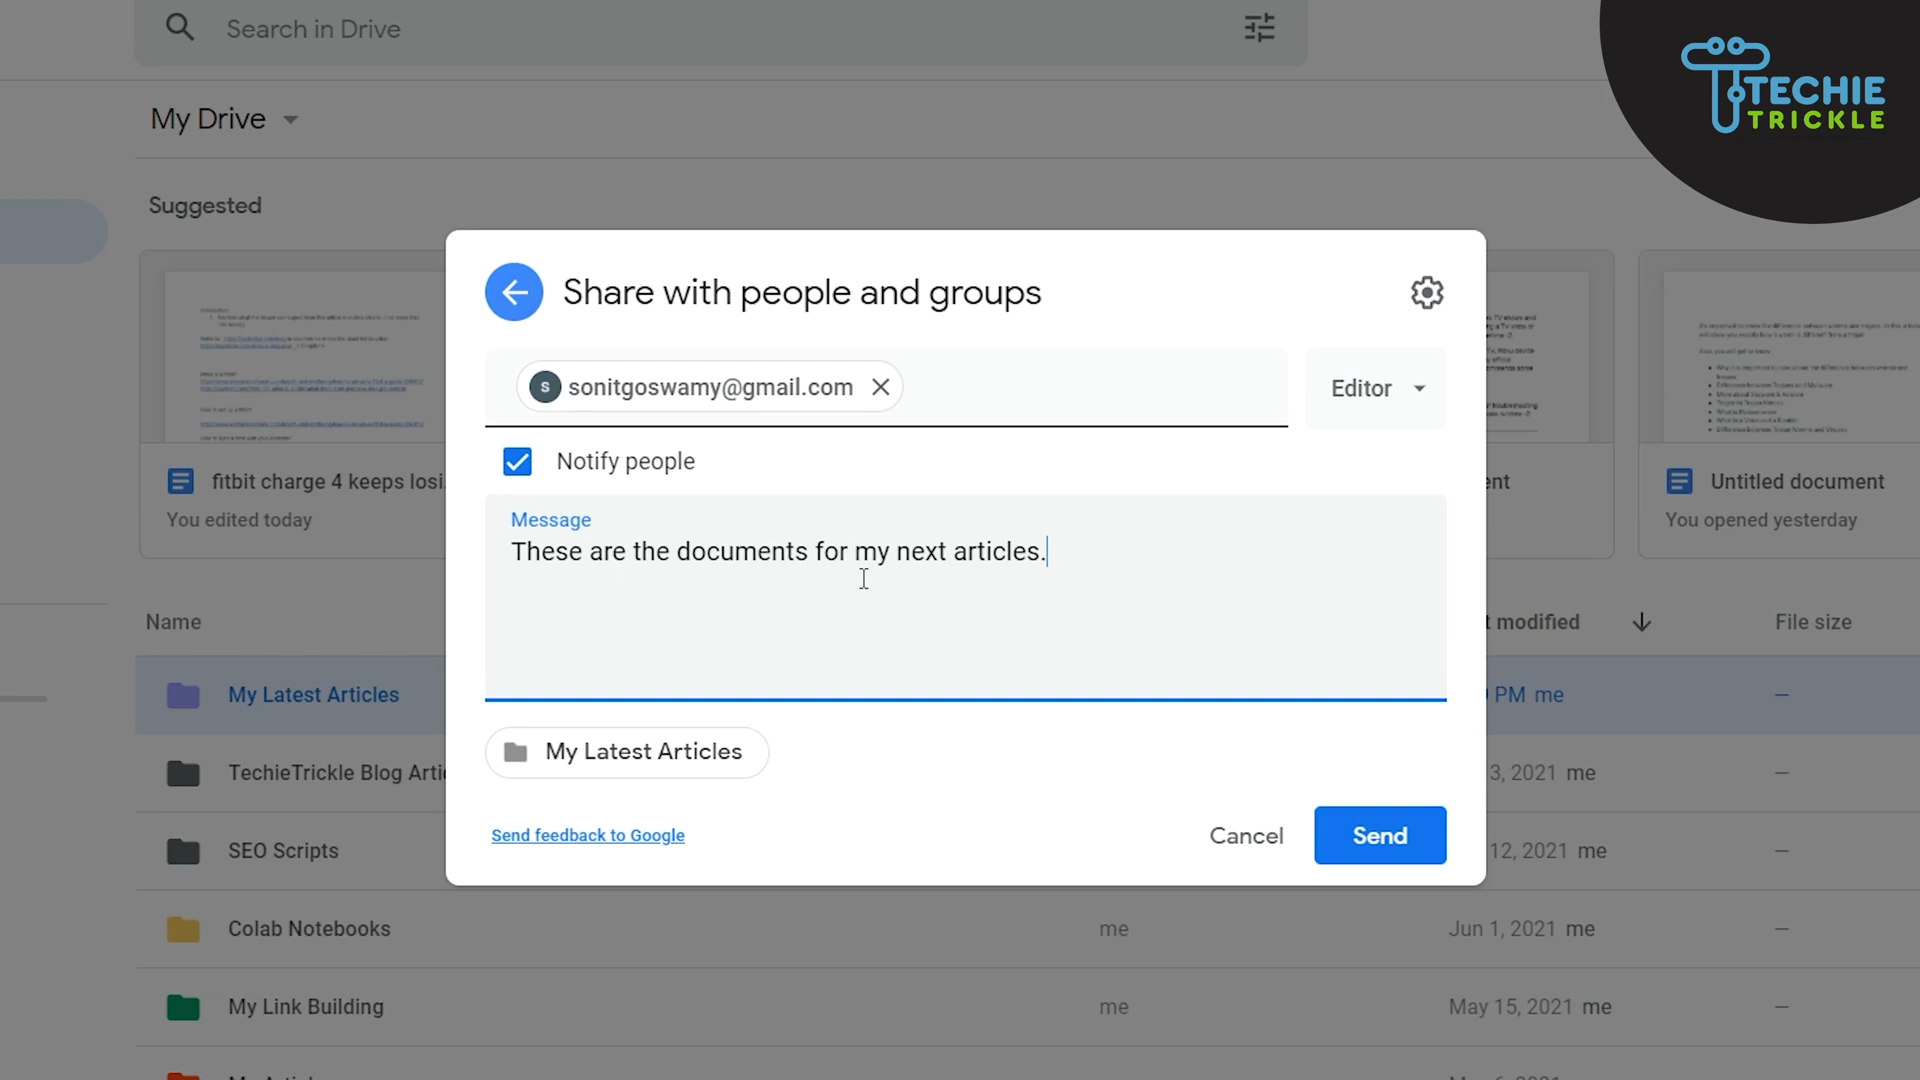 Search in Drive
TECHIE
TRICKLE
My Drive
Suggested
Share with people and groups
s sonitgoswamy@gmail.com
Editor
Notify people
fitbit charge 4 keeps losi
You edited today
ent
Untitled document
You opened yesterday
Message
These are the documents for my next articles.
Name
modified
File size
My Latest Articles
PM me
—
My Latest Articles
TechieTrickle Blog Arti
3, 2021 me
—
Send feedback to Google
Cancel
Send
SEO Scripts
12, 2021 me
—
Colab Notebooks
me
Jun 1, 2021 me
—
My Link Building
me
May 15, 2021 me
—